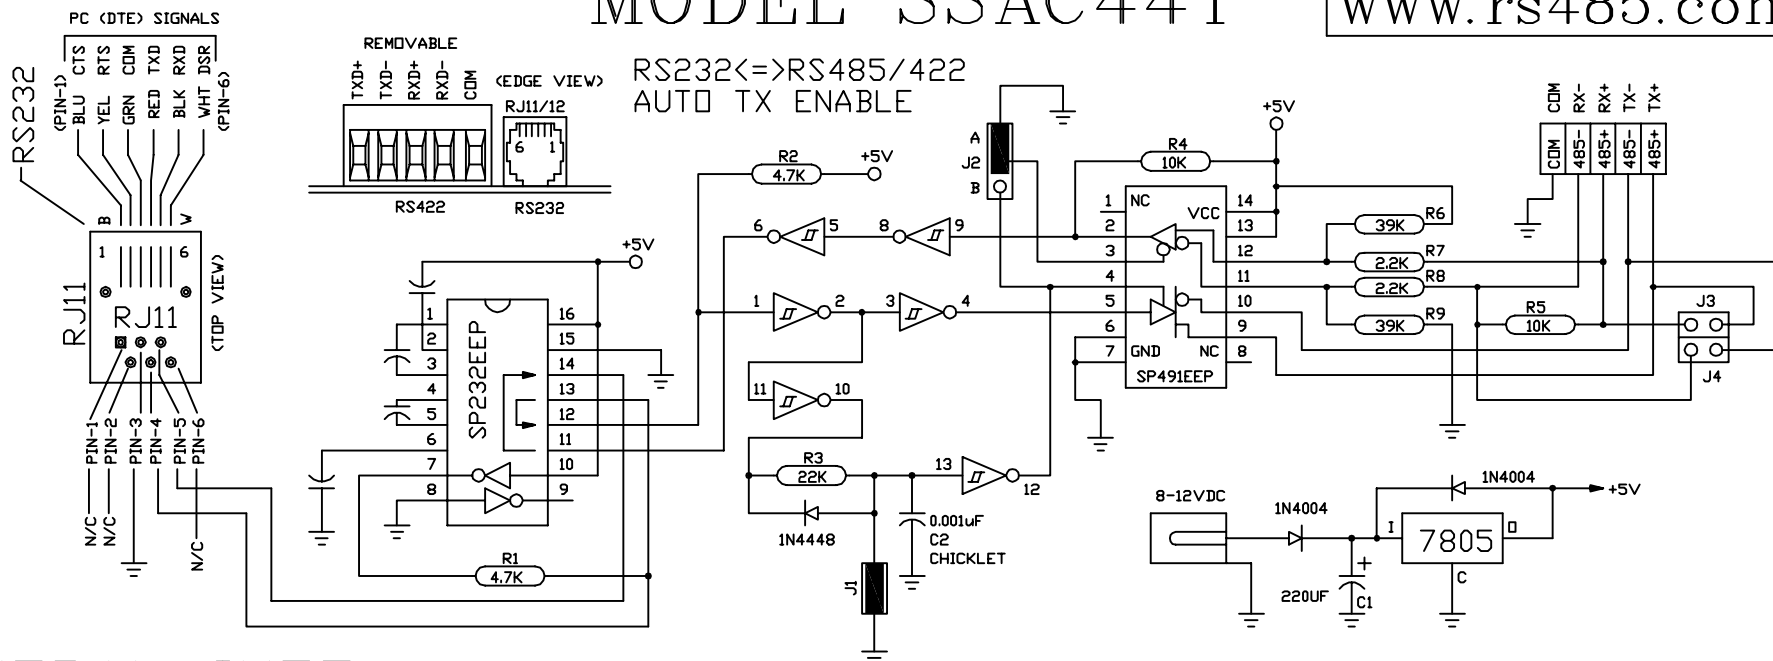 MODEL SSAC441
www.rs485.com
PC (DTE) SIGNALS
(PIN-1)
BLU CTS
YEL RTS
GRN COM
RED TXD
BLK RXD
WHT DSR
(PIN-6)
RS232
B
W
1
6
RJ11
RJ11
(TOP VIEW)
PIN-1
PIN-2
PIN-3
PIN-4
PIN-5
PIN-6
N/C
N/C
N/C
REMOVABLE
TXD+
TXD-
RXD+
RXD-
COM
(EDGE VIEW)
RJ11/12
6 1
RS422
RS232
RS232<=>RS485/422
AUTO TX ENABLE
+5V
1
2
3
4
5
6
7
8
SP232EEP
16
15
14
13
12
11
10
9
R1
4.7K
R2
4.7K
+5V
6
5
8
9
1
2
3
4
11
10
R3
22K
1N4448
13
12
0.001uF
C2
CHICKLET
J1
A
J2
B
R4
10K
+5V
1
NC
2
3
4
5
6
7
GND
VCC
14
13
12
11
10
9
8
NC
SP491EEP
R6
39K
R7
2.2K
R8
2.2K
R9
39K
R5
10K
COM
RX-
RX+
TX-
TX+
COM
485-
485+
485-
485+
J3
J4
8-12VDC
1N4004
1N4004
+5V
I
7805
O
C
+
220UF
C1